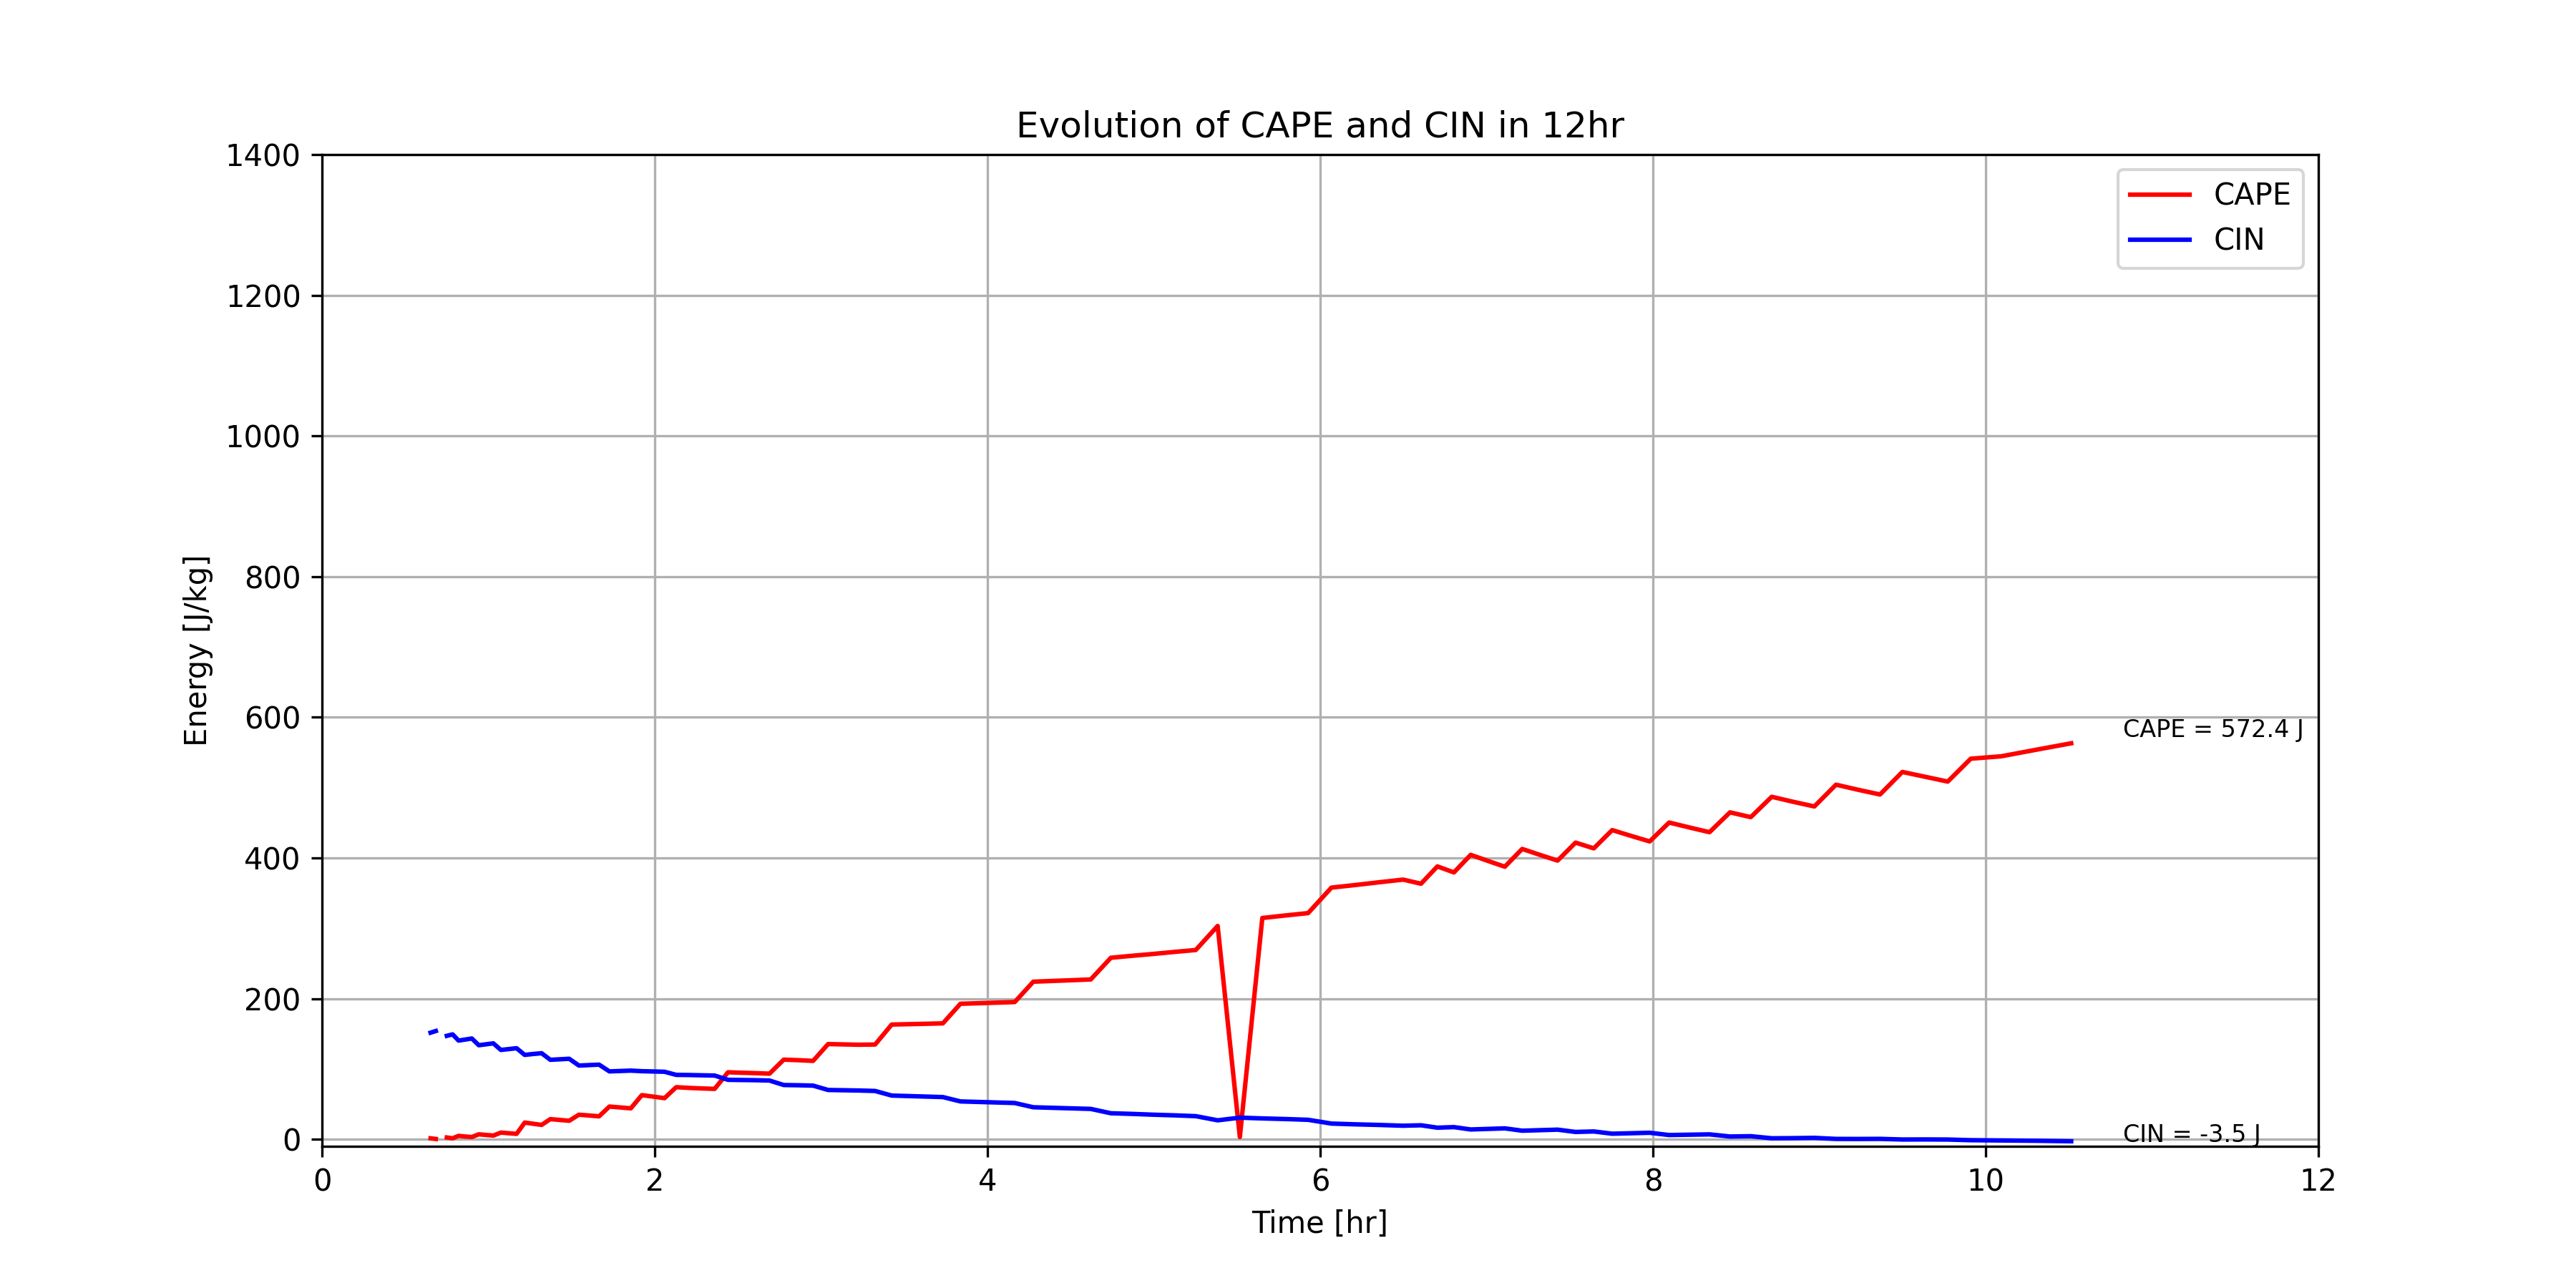 Evolution of CAPE and CIN in 12hr
1400
1200
1000
800
600
400
200
0
Energy [J/kg]
CAPE
CIN
CAPE = 572.4 J
CIN = -3.5 J
0 2 4 6 8 10 12
Time [hr]